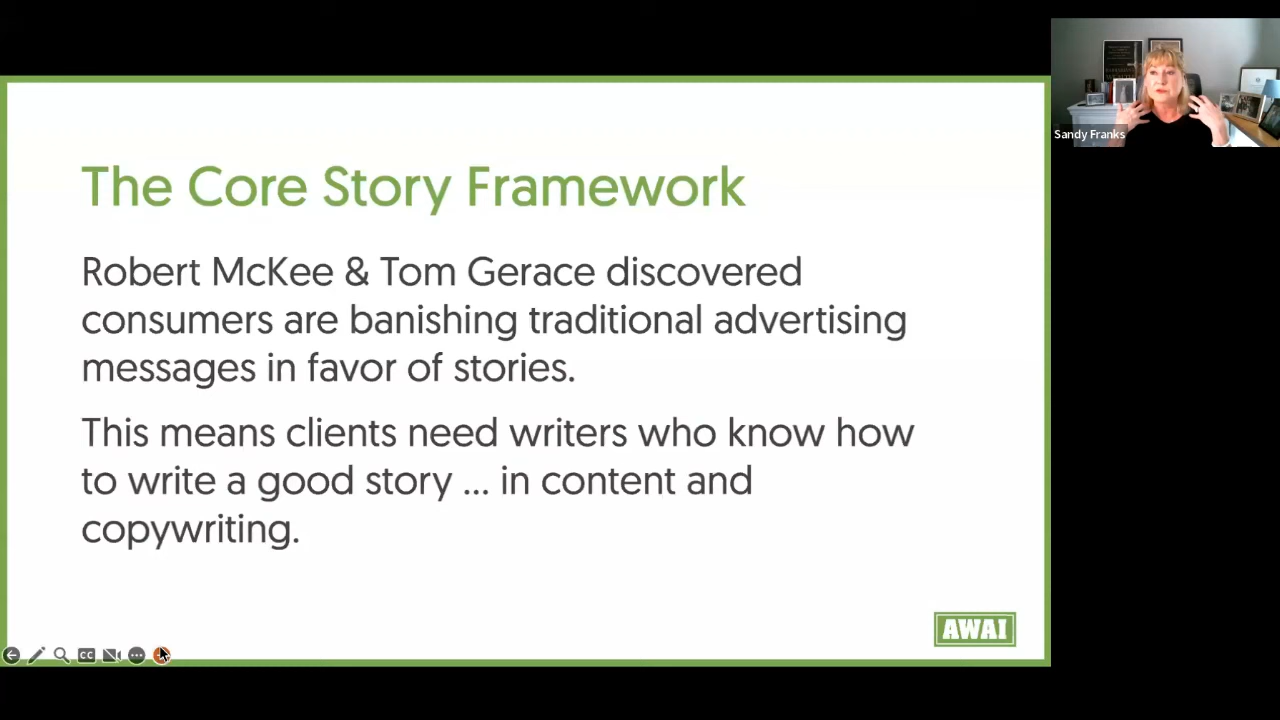 The Core Story Framework
Robert McKee & Tom Gerace discovered
consumers are banishing traditional advertising
messages in favor of stories.
This means clients need writers who know how
to write a good story ... in content and
copywriting.
AWAI
CC
Sandy Franks